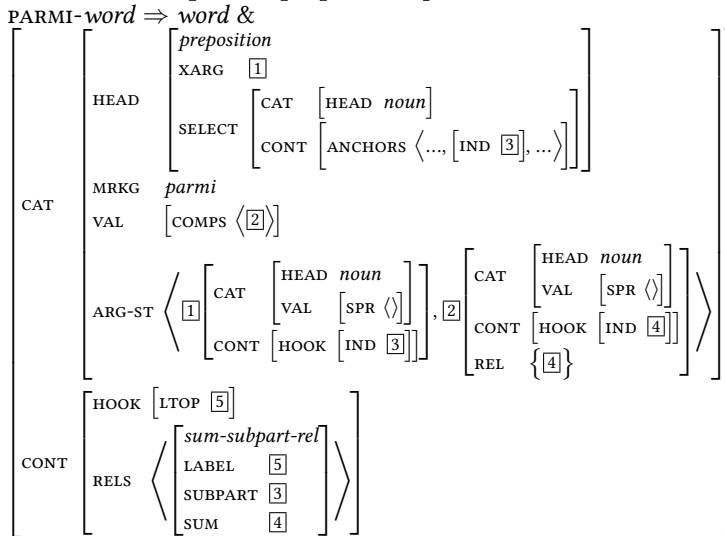 PARMI-word ⇒ word &
preposition
XARG [1]
HEAD
SELECT
CAT [HEAD noun]
CONT [ANCHORS ⟨..., [IND [3]], ...⟩]
MRKG parmi
CAT
VAL [COMPS ⟨[2]⟩]
ARG-ST ⟨ [1] [CAT [HEAD noun, VAL [SPR ⟨⟩]], CONT [HOOK [IND [3]]]], [2] [CAT [HEAD noun, VAL [SPR ⟨⟩]], CONT [HOOK [IND [4]]], REL {[4]}] ⟩
HOOK [LTOP [5]]
CONT
RELS
sum-subpart-rel
LABEL [5]
SUBPART [3]
SUM [4]